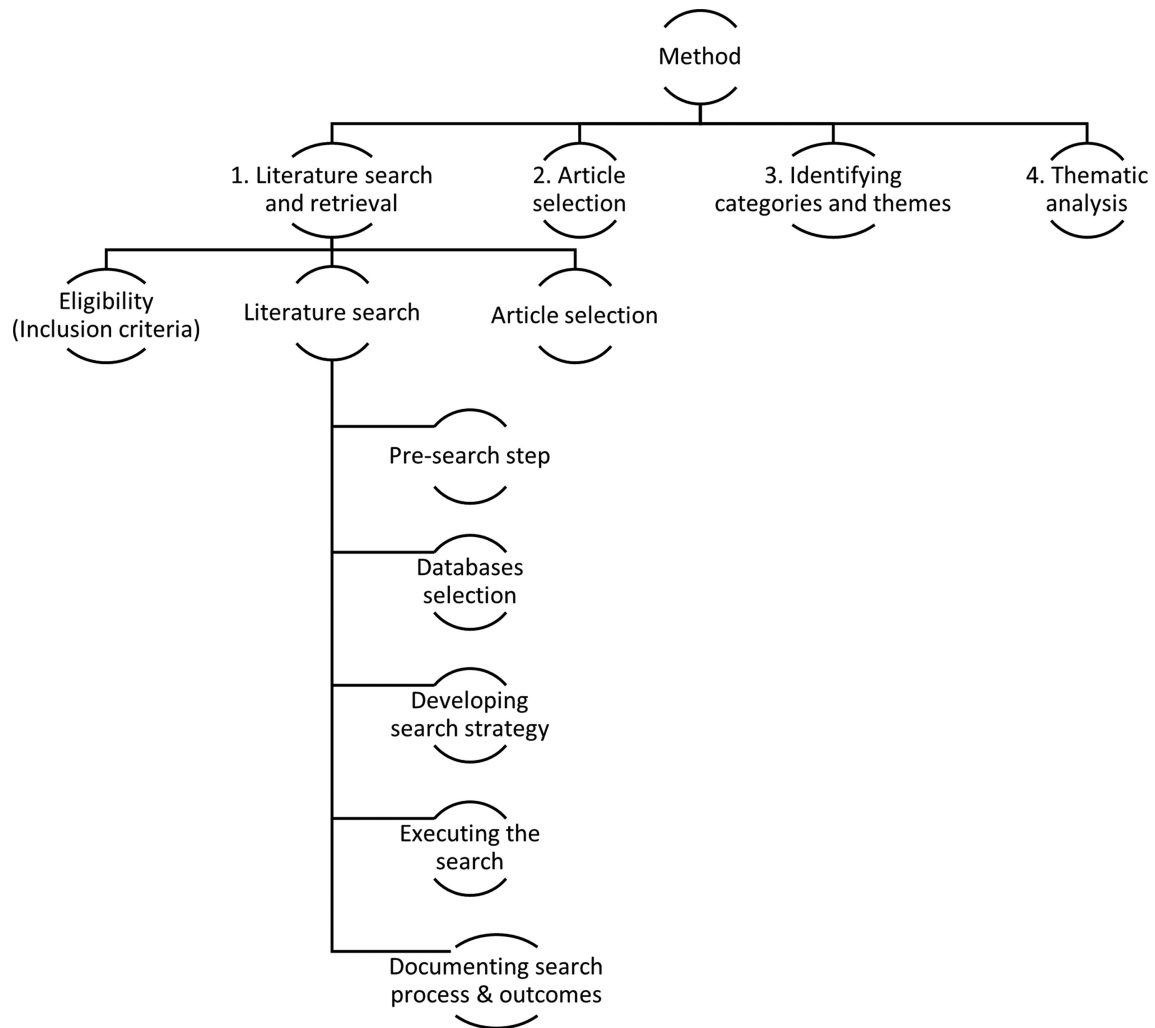 Method
1. Literature search
and retrieval
2. Article
selection
3. Identifying
categories and themes
4. Thematic
analysis
Eligibility
(Inclusion criteria)
Literature search
Article selection
Pre-search step
Databases
selection
Developing
search strategy
Executing the
search
Documenting search
process & outcomes